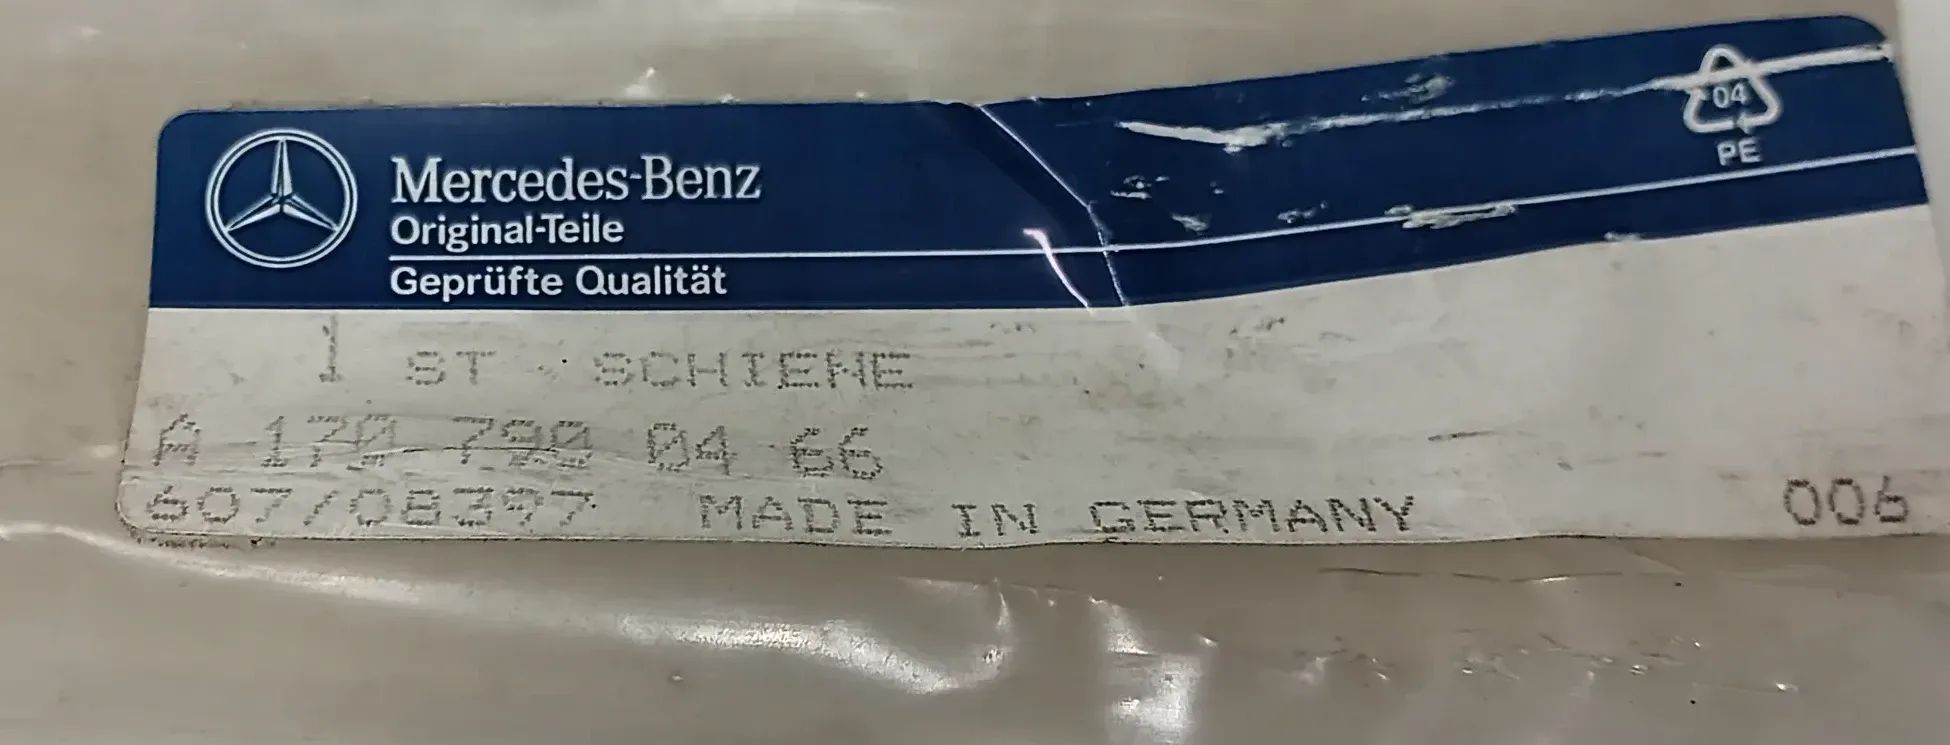 Mercedes-Benz
Original-Teile
Geprüfte Qualität
04
PE
1 ST SCHIENE
A 170 790 04 66
607/08397 MADE IN GERMANY 006